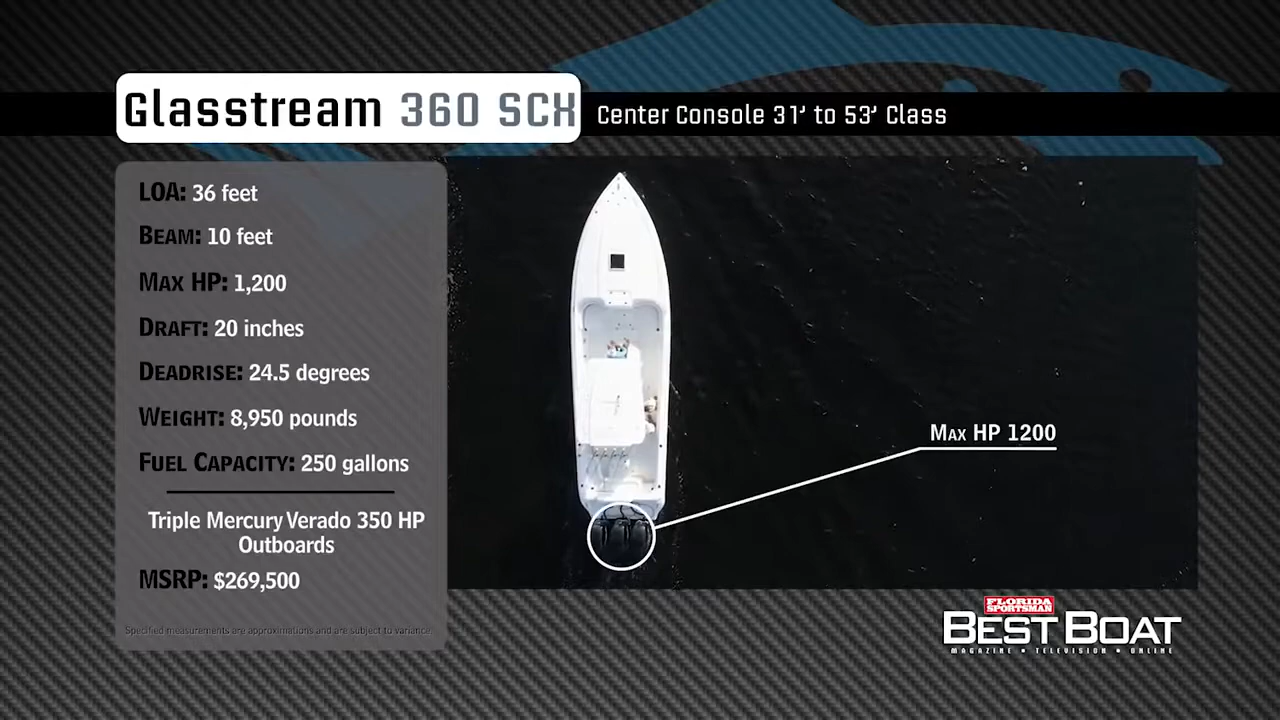 Glasstream 360 SCX
Center Console 31’ to 53’ Class
LOA: 36 feet
BEAM: 10 feet
MAX HP: 1,200
DRAFT: 20 inches
DEADRISE: 24.5 degrees
WEIGHT: 8,950 pounds
FUEL CAPACITY: 250 gallons
Triple Mercury Verado 350 HP
Outboards
MSRP: $269,500
Specified measurements are approximations and are subject to variance.
MAX HP 1200
FLORIDA
SPORTSMAN
BEST BOAT
MAGAZINE • TELEVISION • ONLINE